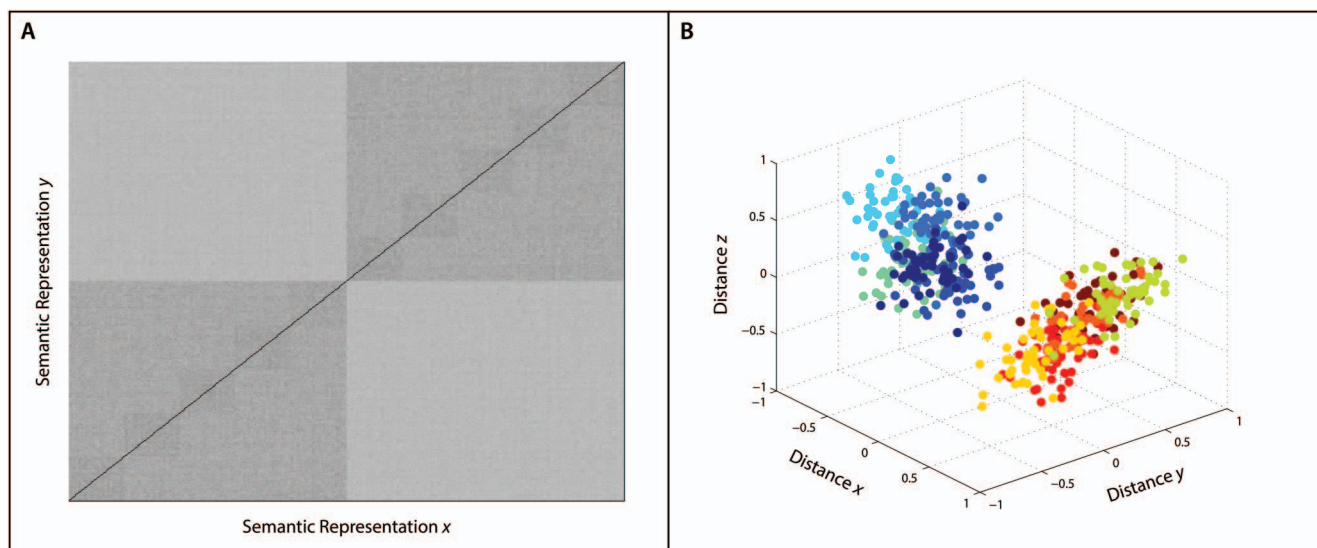 A
Semantic Representation y
Semantic Representation x
B
1
0.5
0
−0.5
−1
Distance z
−1
−0.5
0
0.5
1
Distance x
−1
−0.5
0
0.5
1
Distance y